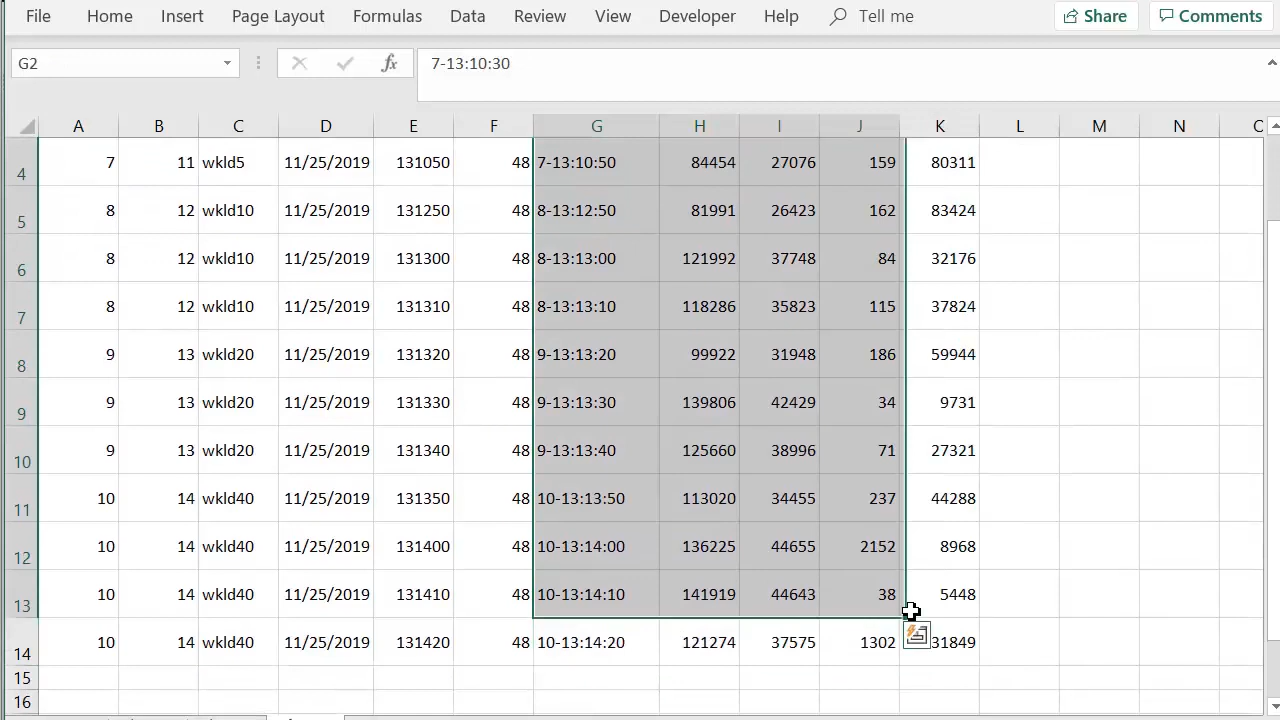 File Home Insert Page Layout Formulas Data Review View Developer Help Tell me Share Comments
G2 fx 7-13:10:30
A B C D E F G H I J K L M N
4 7 11 wkld5 11/25/2019 131050 48 7-13:10:50 84454 27076 159 80311
5 8 12 wkld10 11/25/2019 131250 48 8-13:12:50 81991 26423 162 83424
6 8 12 wkld10 11/25/2019 131300 48 8-13:13:00 121992 37748 84 32176
7 8 12 wkld10 11/25/2019 131310 48 8-13:13:10 118286 35823 115 37824
8 9 13 wkld20 11/25/2019 131320 48 9-13:13:20 99922 31948 186 59944
9 9 13 wkld20 11/25/2019 131330 48 9-13:13:30 139806 42429 34 9731
10 9 13 wkld20 11/25/2019 131340 48 9-13:13:40 125660 38996 71 27321
11 10 14 wkld40 11/25/2019 131350 48 10-13:13:50 113020 34455 237 44288
12 10 14 wkld40 11/25/2019 131400 48 10-13:14:00 136225 44655 2152 8968
13 10 14 wkld40 11/25/2019 131410 48 10-13:14:10 141919 44643 38 5448
14 10 14 wkld40 11/25/2019 131420 48 10-13:14:20 121274 37575 1302 31849
15
16